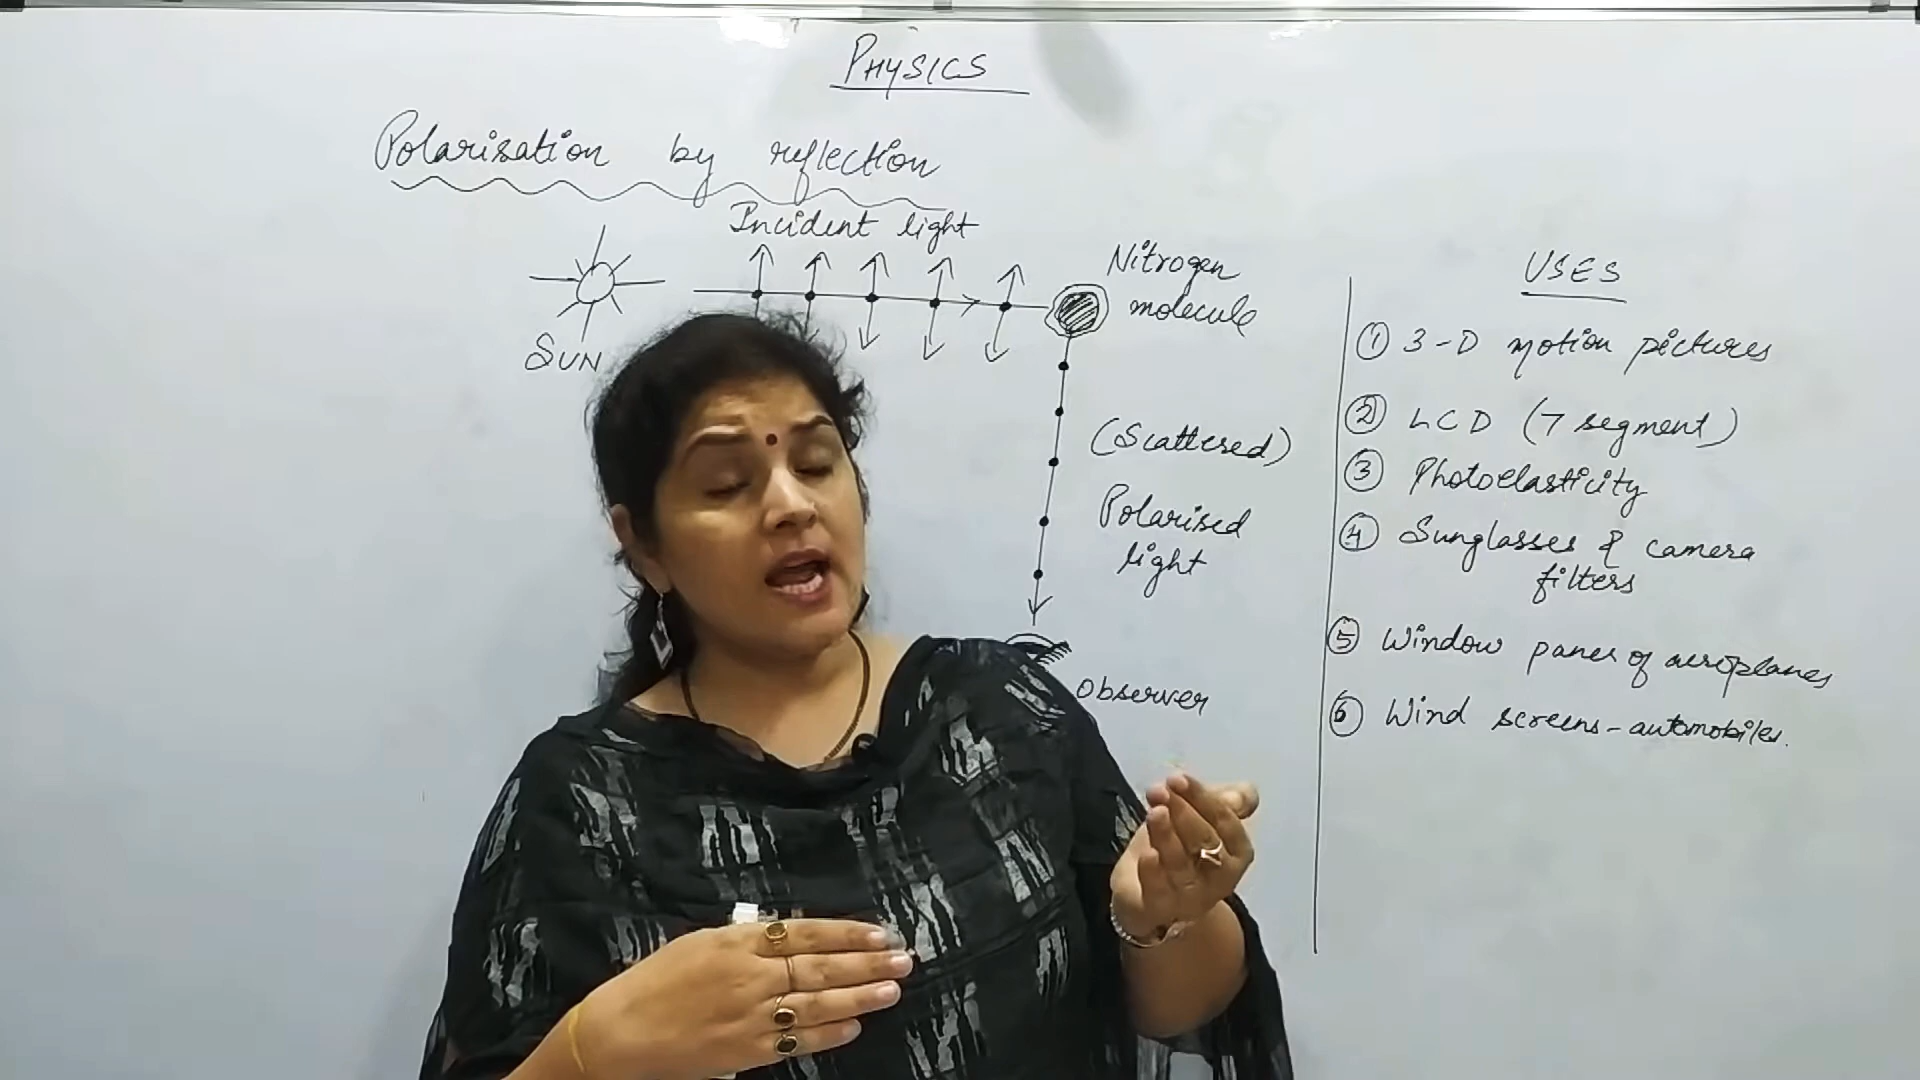 PHYSICS
Polarisation by reflection
Incident light
SUN
Nitrogen
molecule
(Scattered)
Polarised
light
Observer
USES
① 3-D motion pictures
② LCD (7 segment)
③ Photoelasticity
④ Sunglasses & camera
filters
⑤ Window panes of aeroplanes
⑥ Wind screens - automobiles.